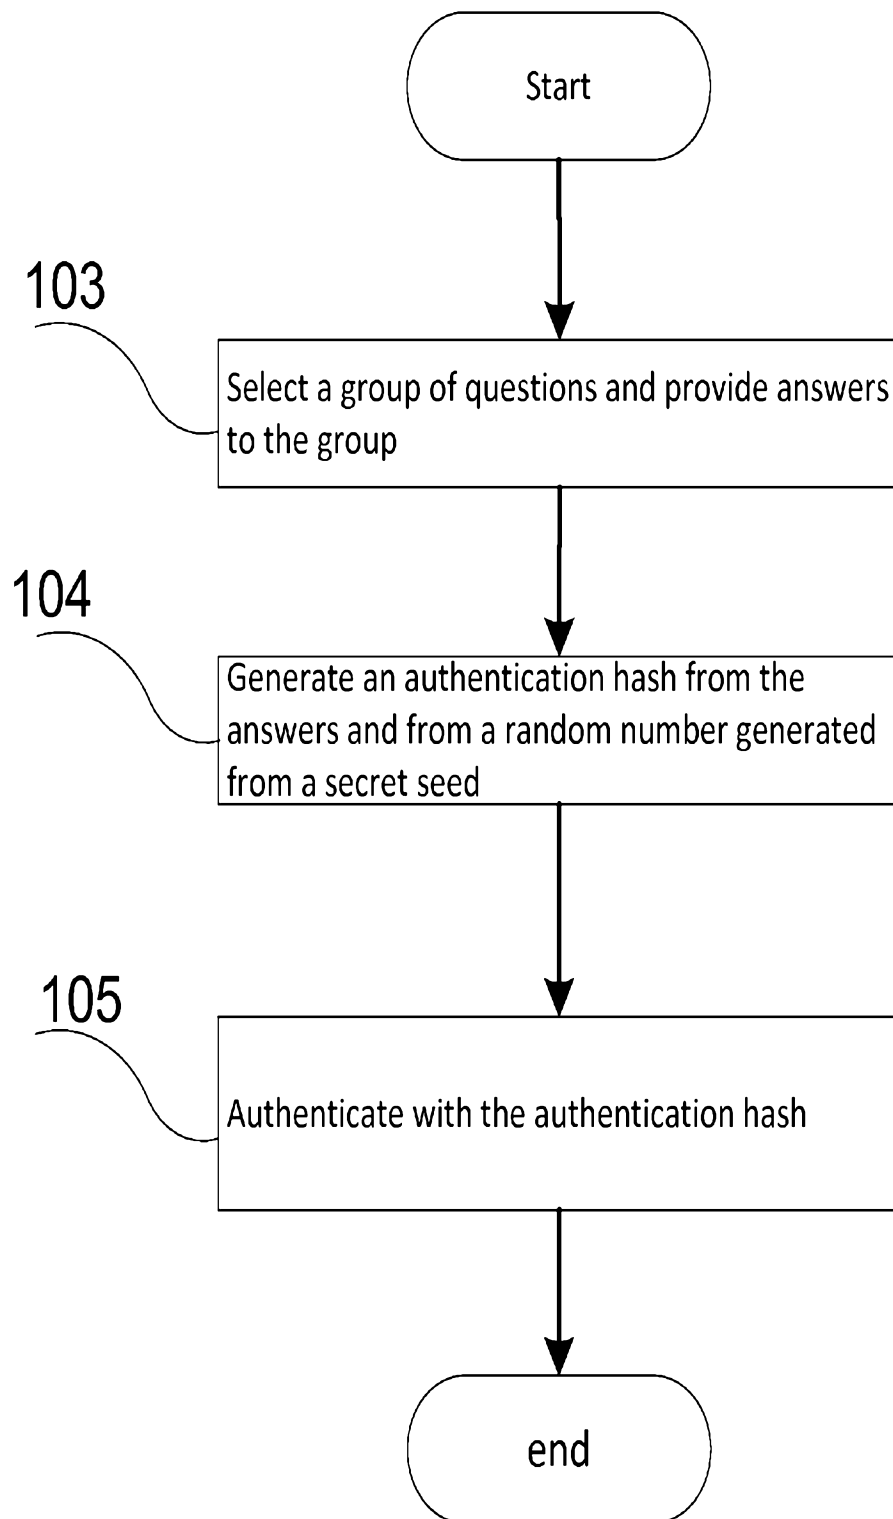 Start
103
Select a group of questions and provide answers
to the group
104
Generate an authentication hash from the
answers and from a random number generated
from a secret seed
105
Authenticate with the authentication hash
end